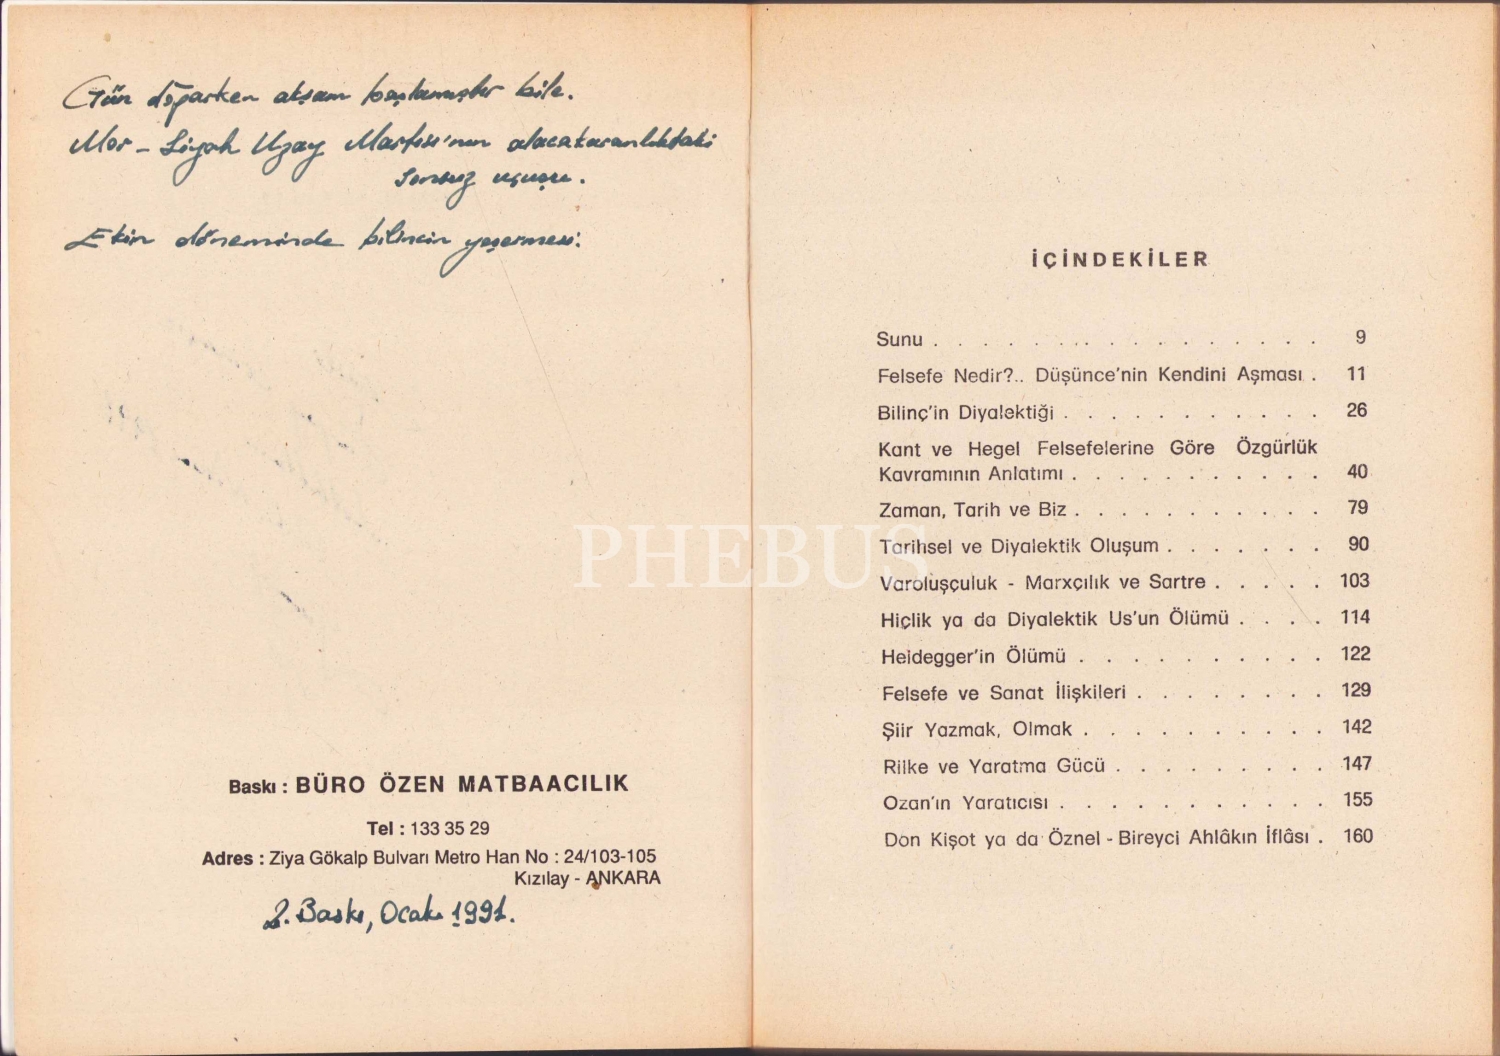 Gün doğarken akşam başlamıştır bile.
Mor - Siyah Uzay Martısı'nın alacakaranlıktaki
sonsuz uçuşu.
Ekin döneminde bilincin yeşermesi.
Baskı : BÜRO ÖZEN MATBAACILIK
Tel : 133 35 29
Adres : Ziya Gökalp Bulvarı Metro Han No : 24/103-105
Kızılay - ANKARA
2. Baskı, Ocak 1991.
İÇİNDEKİLER
Sunu . . . . . . . . . . . . . . . . 9
Felsefe Nedir?.. Düşünce'nin Kendini Aşması . 11
Bilinç'in Diyalektiği . . . . . . . . . . 26
Kant ve Hegel Felsefelerine Göre Özgürlük
Kavramının Anlatımı . . . . . . . . . . 40
Zaman, Tarih ve Biz . . . . . . . . . . 79
Tarihsel ve Diyalektik Oluşum . . . . . . . 90
Varoluşçuluk - Marxçılık ve Sartre . . . . . 103
Hiçlik ya da Diyalektik Us'un Ölümü . . . . 114
Heidegger'in Ölümü . . . . . . . . . . 122
Felsefe ve Sanat İlişkileri . . . . . . . . 129
Şiir Yazmak, Olmak . . . . . . . . . . 142
Rilke ve Yaratma Gücü . . . . . . . . . 147
Ozan'ın Yaratıcısı . . . . . . . . . . . 155
Don Kişot ya da Öznel - Bireyci Ahlâkın İflâsı . 160
PHEBUS